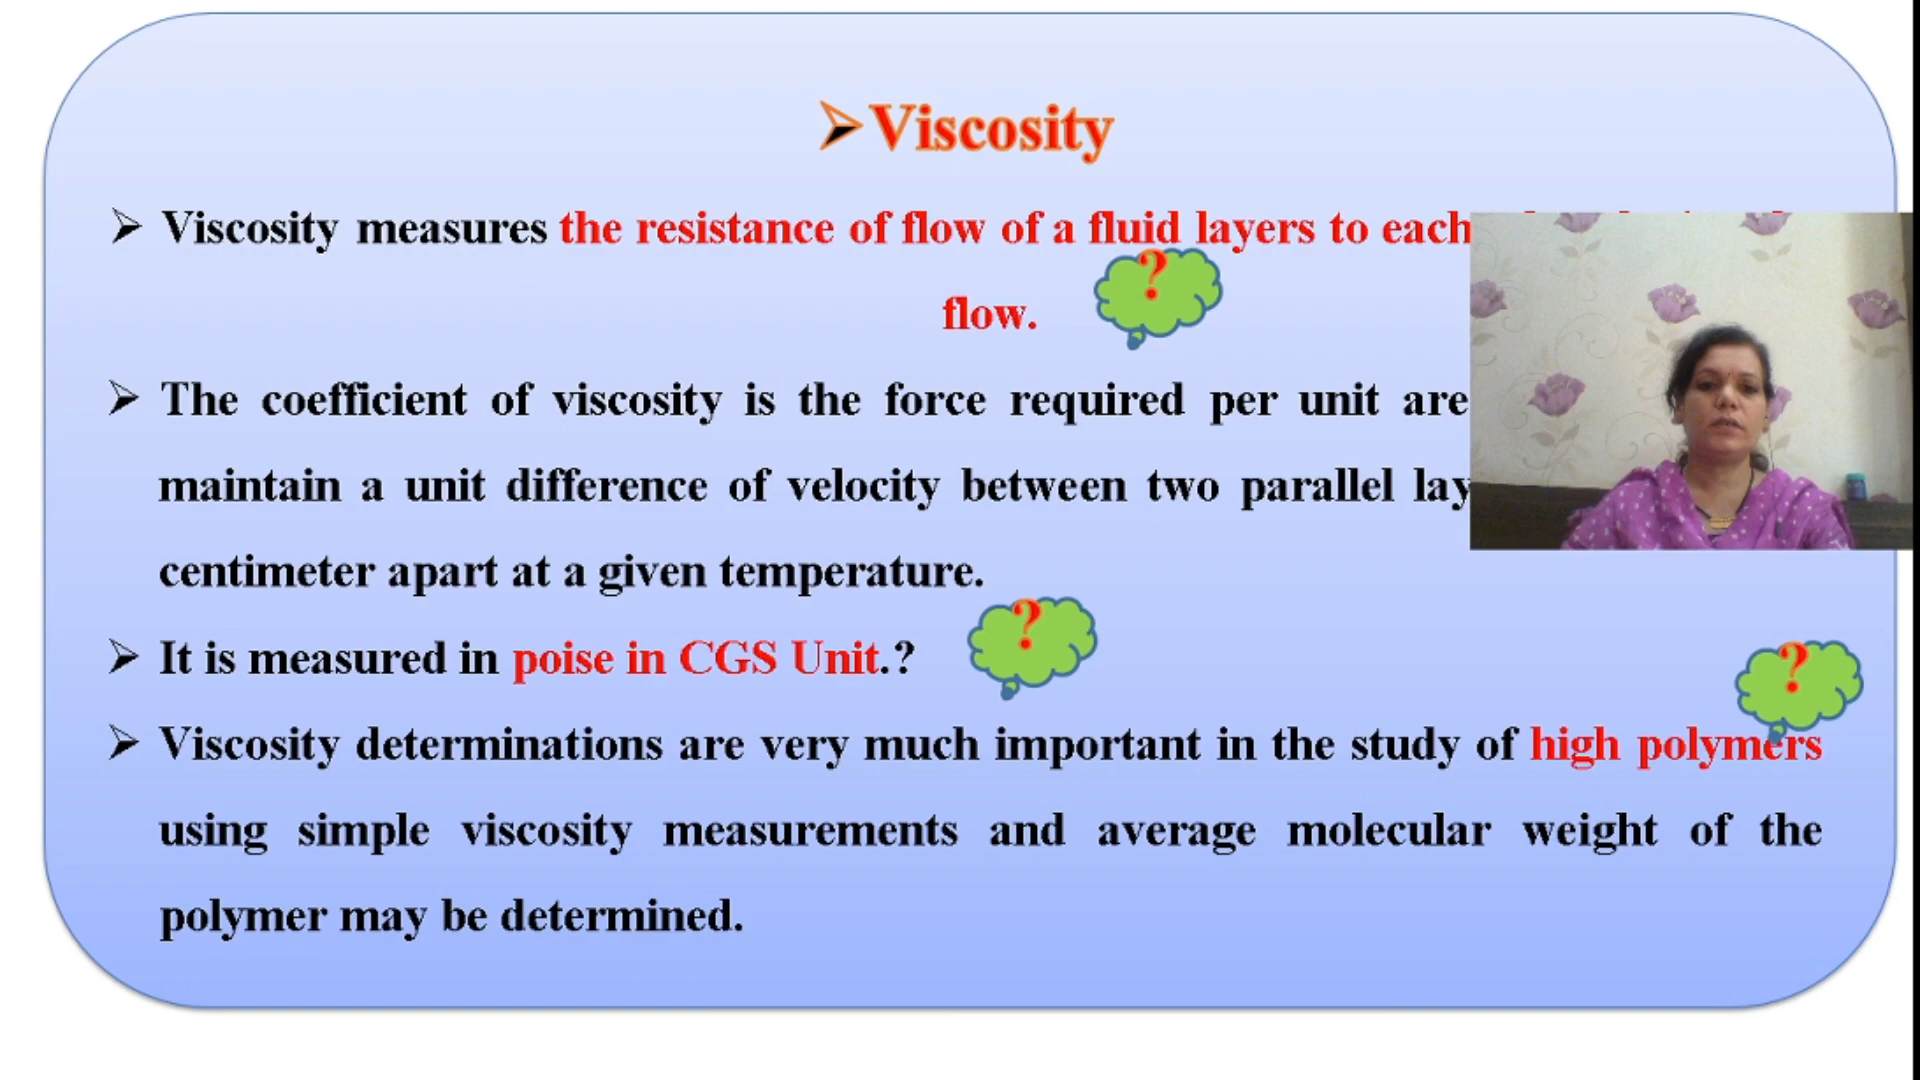 Viscosity
Viscosity measures the resistance of flow of a fluid layers to each
flow.
?
The coefficient of viscosity is the force required per unit
maintain a unit difference of velocity between two parallel
centimeter apart at a given temperature.
?
It is measured in poise in CGS Unit.?
?
Viscosity determinations are very much important in the study of high polymers
using simple viscosity measurements and average molecular weight of the
polymer may be determined.